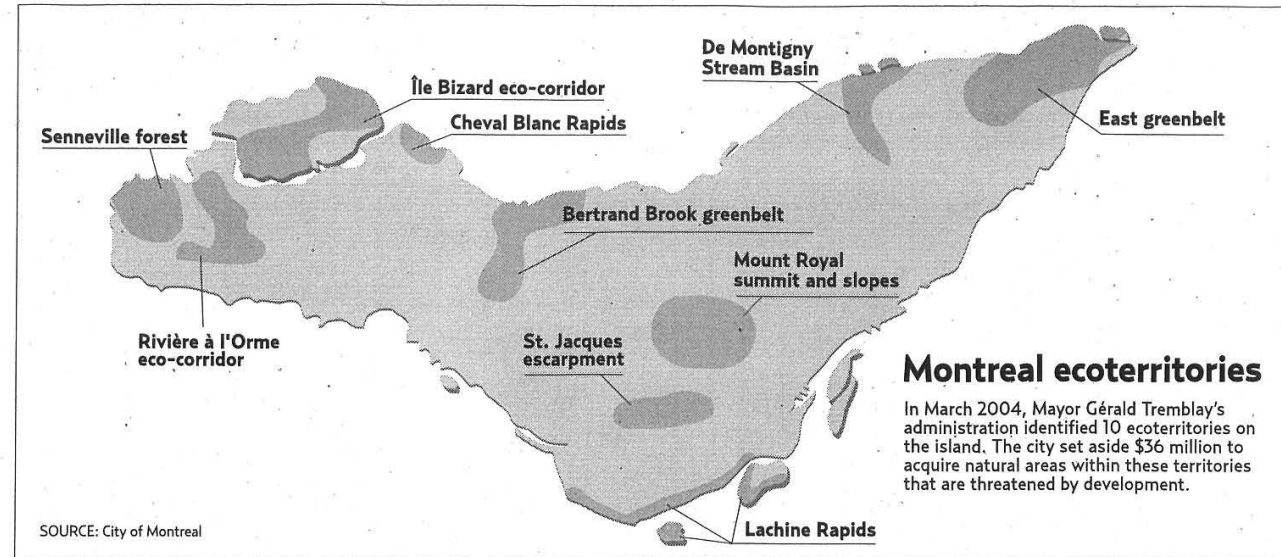 De Montigny
Stream Basin
Île Bizard eco-corridor
Cheval Blanc Rapids
East greenbelt
Senneville forest
Bertrand Brook greenbelt
Mount Royal
summit and slopes
Rivière à l'Orme
eco-corridor
St. Jacques
escarpment
Montreal ecoterritories
In March 2004, Mayor Gérald Tremblay's
administration identified 10 ecoterritories on
the island. The city set aside $36 million to
acquire natural areas within these territories
that are threatened by development.
Lachine Rapids
SOURCE: City of Montreal